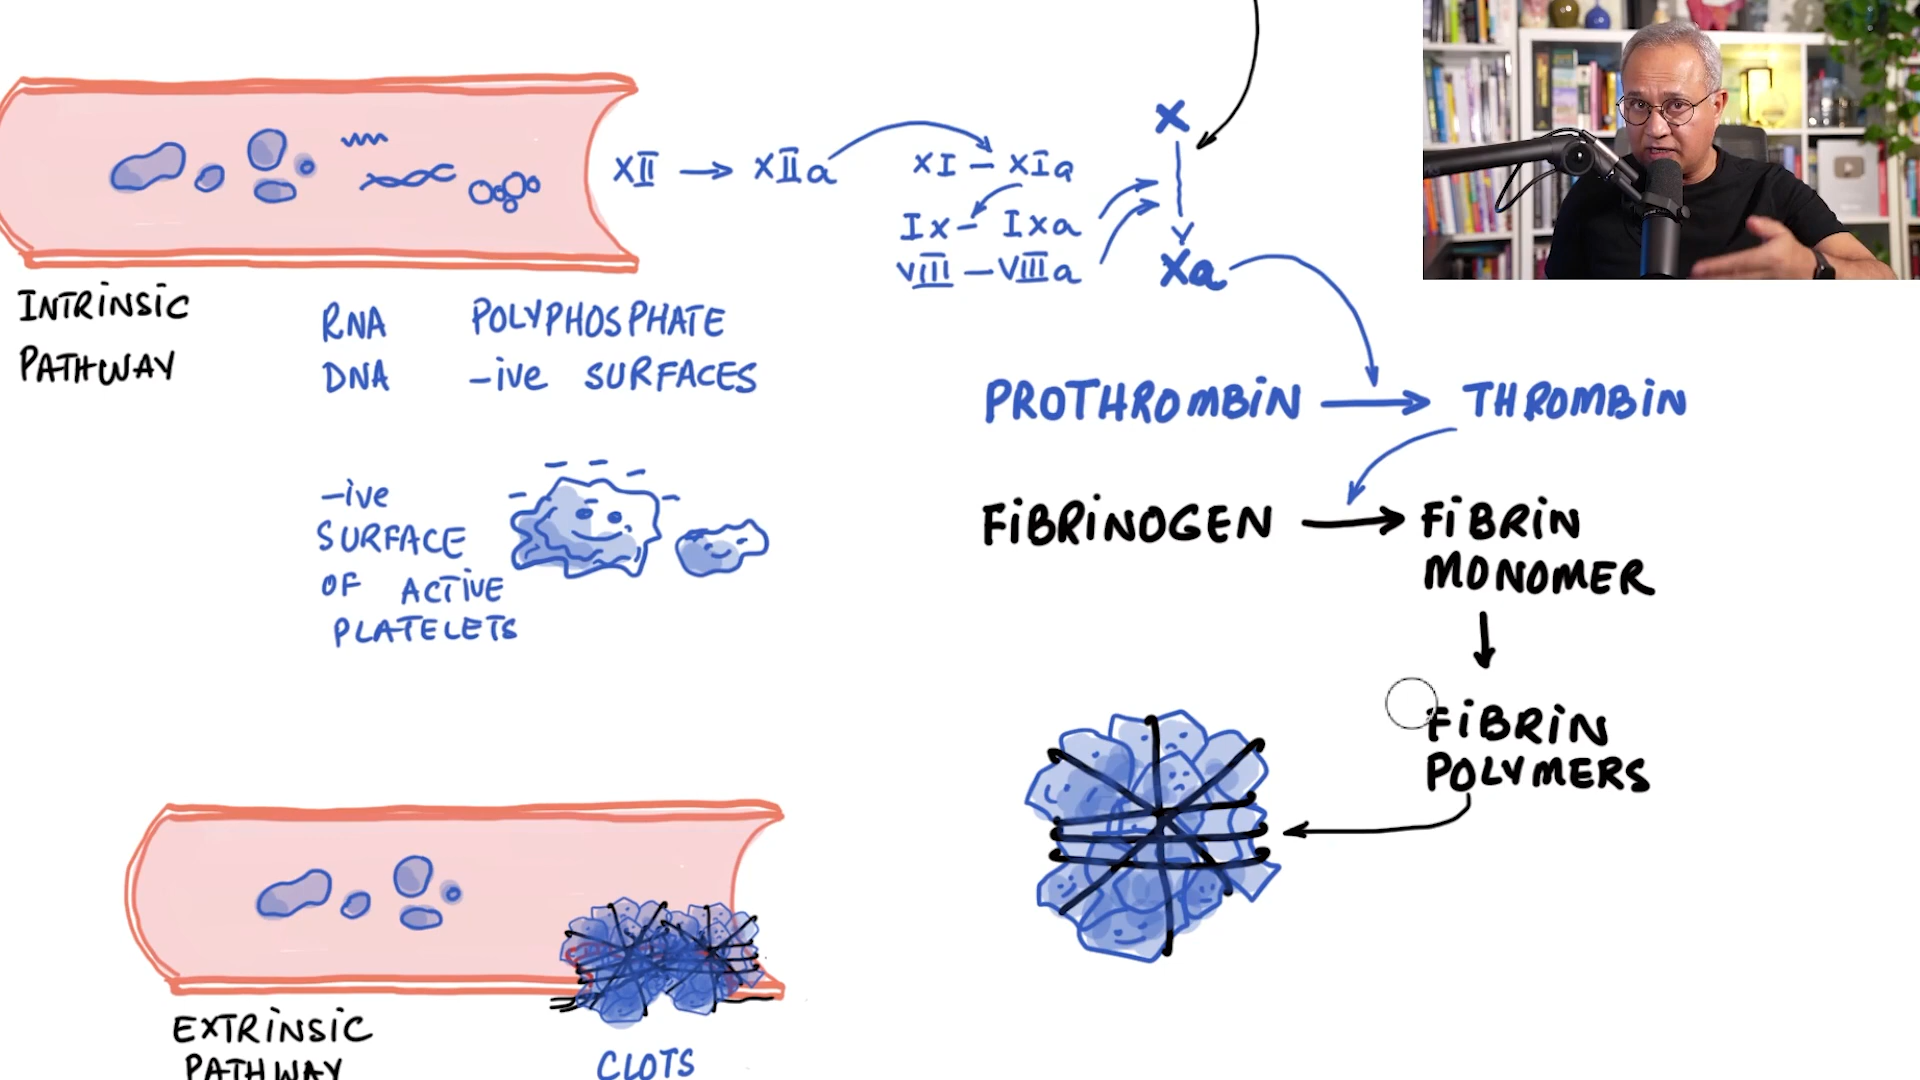 XII → XIIa
XI – XIa
IX – IXa
VIII – VIIIa
X
Xa
INTRINSIC
PATHWAY
RNA
DNA
POLYPHOSPHATE
-ive SURFACES
PROTHROMBIN → THROMBIN
-ive
SURFACE
OF ACTIVE
PLATELETS
FIBRINOGEN → FIBRIN
MONOMER
FIBRIN
POLYMERS
EXTRINSIC
PATHWAY
CLOTS